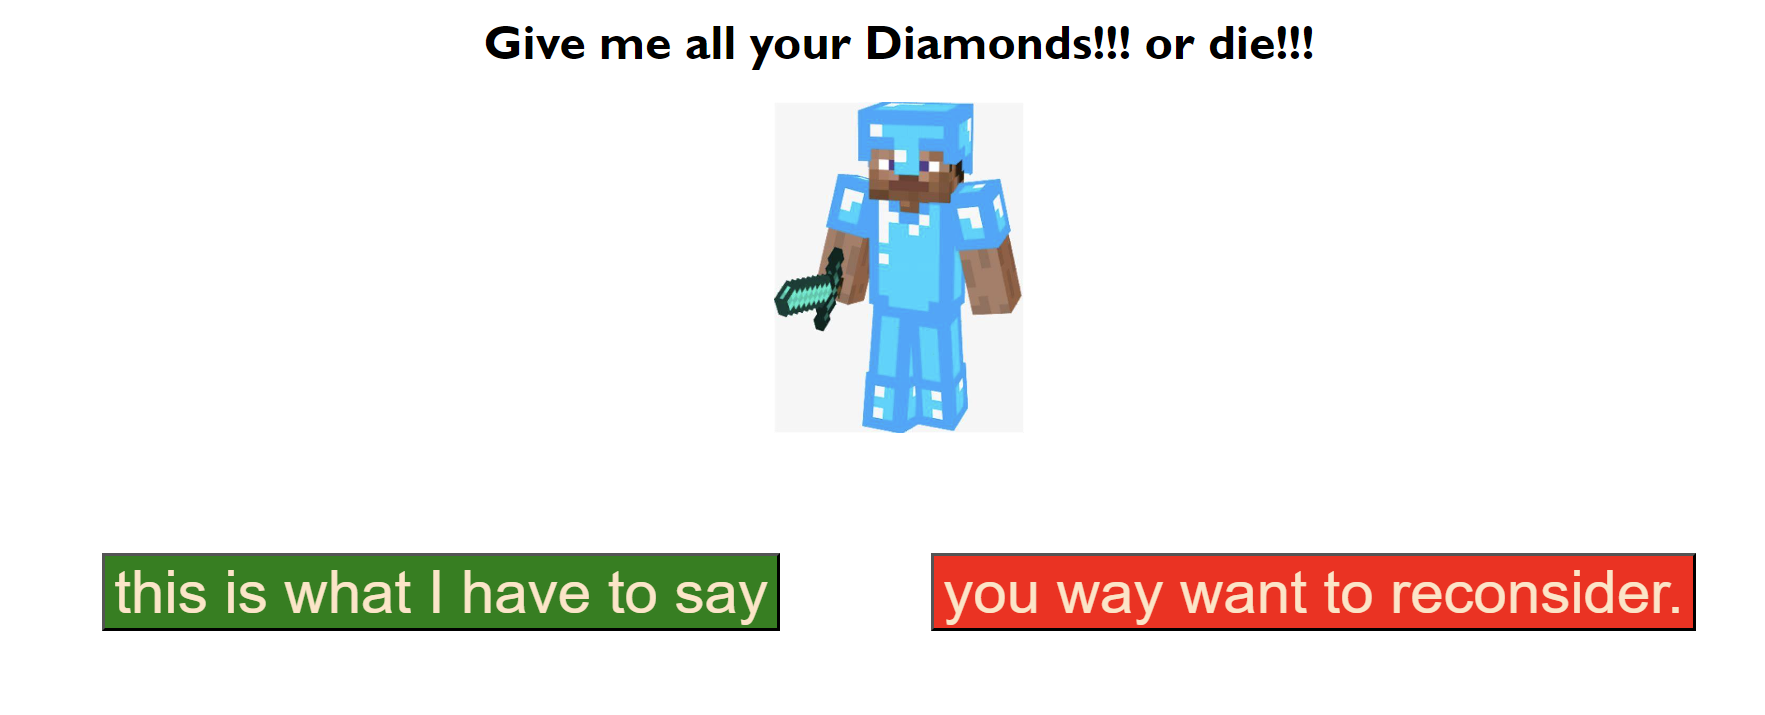 Give me all your Diamonds!!! or die!!!
this is what I have to say
you way want to reconsider.